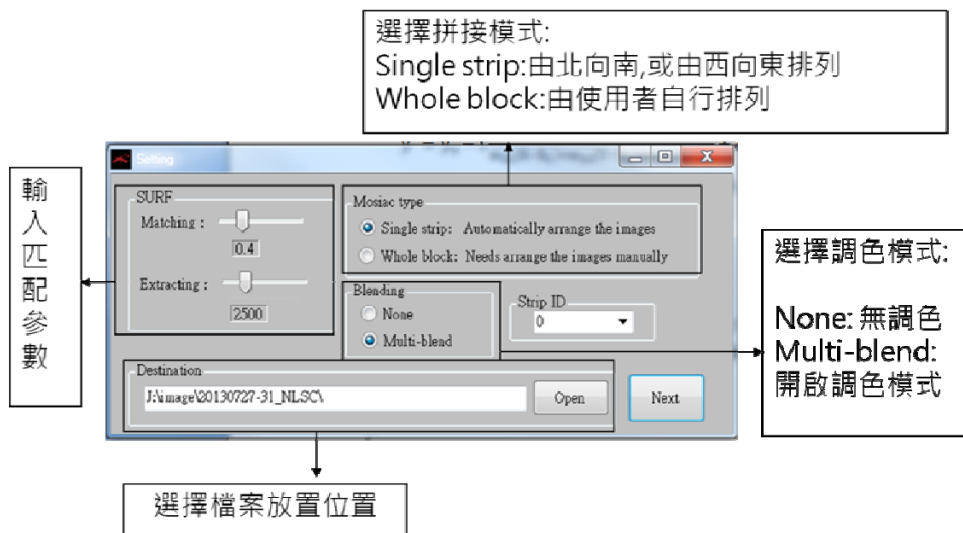 選擇拼接模式:
Single strip:由北向南,或由西向東排列
Whole block:由使用者自行排列
輸入匹配參數
Setting
SURF
Matching :
0.4
Extracting :
2500
Mosiac type
Single strip: Automatically arrange the images
Whole block: Needs arrange the images manually
Blending
None
Multi-blend
Strip ID
0
Destination
J:\image\20130727-31_NLSC\
Open
Next
選擇調色模式:
None: 無調色
Multi-blend:
開啟調色模式
選擇檔案放置位置